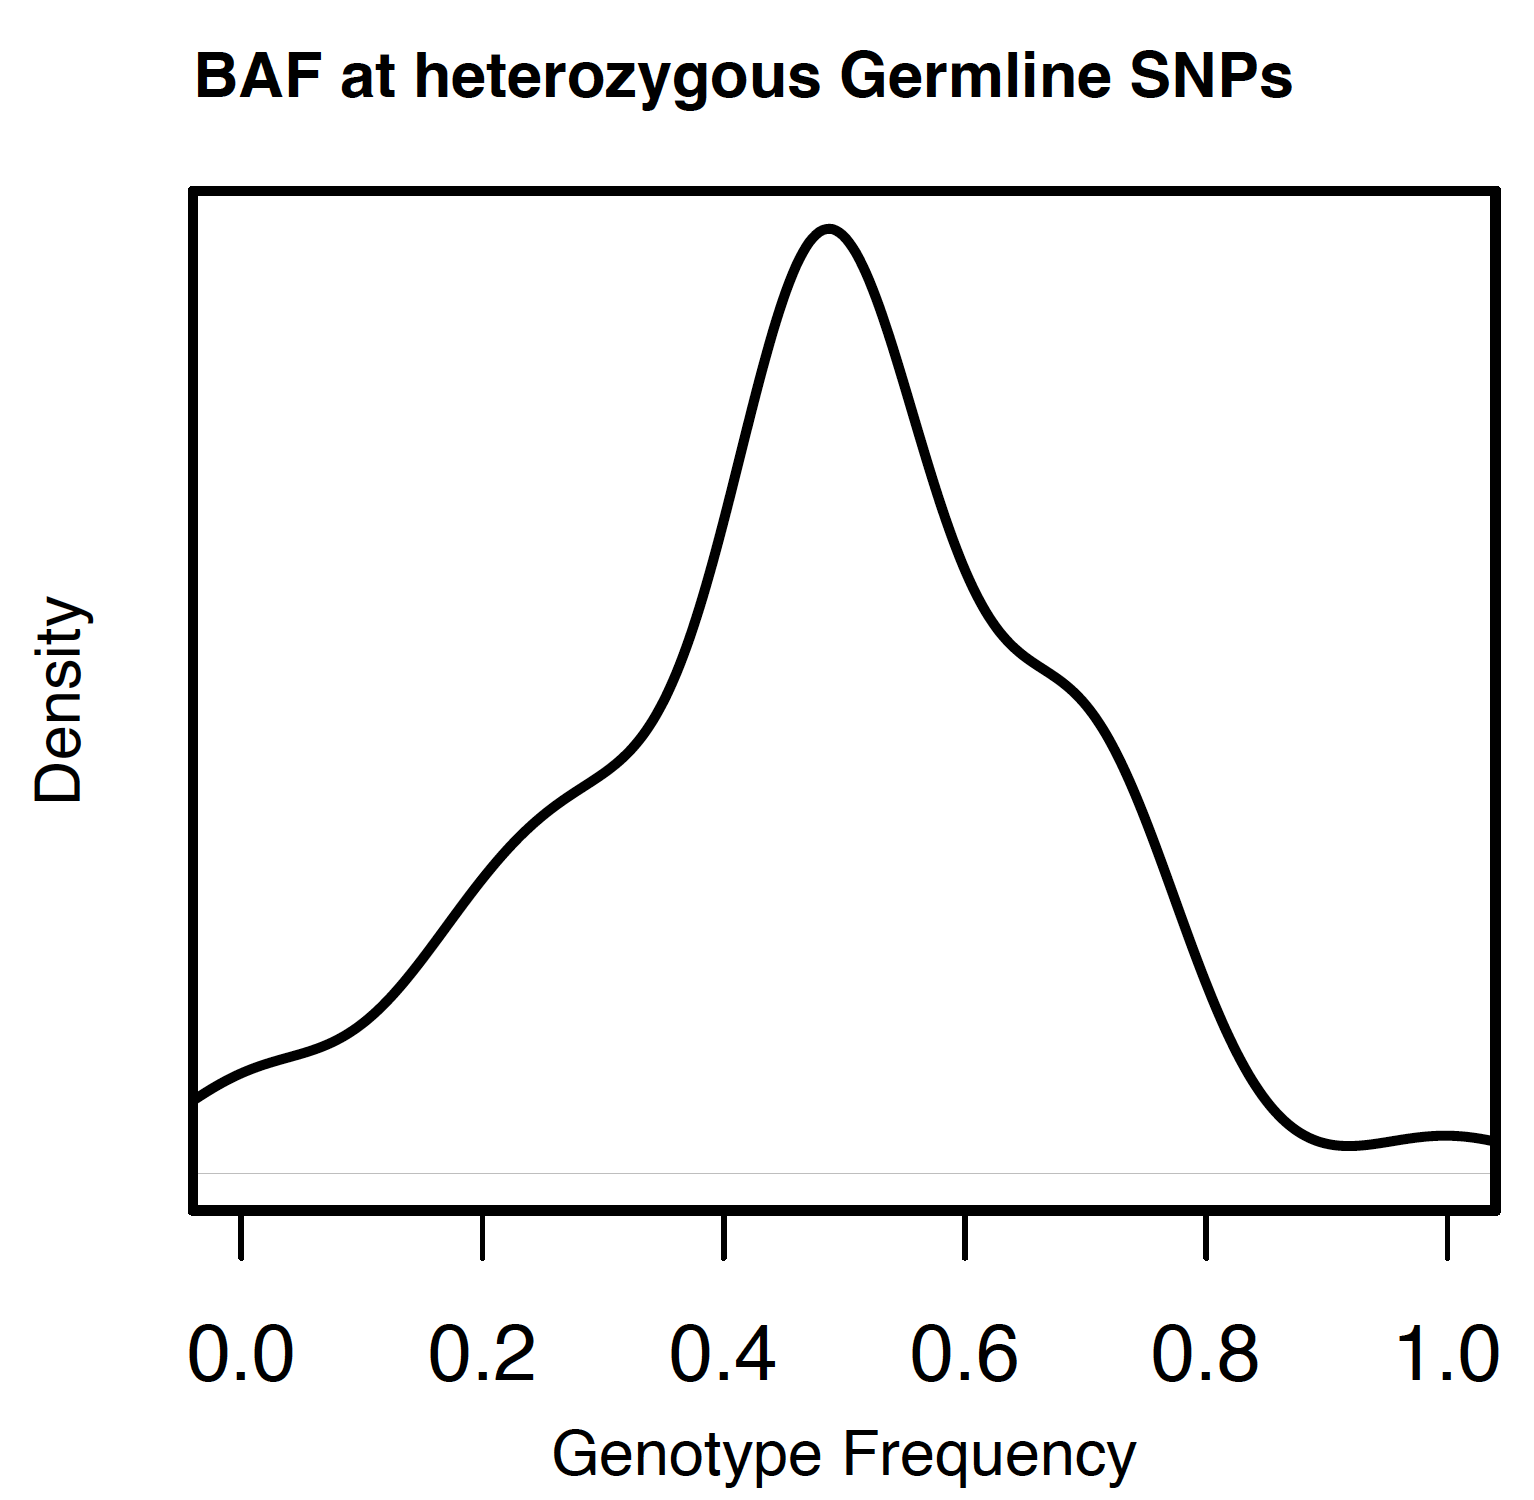 BAF at heterozygous Germline SNPs
Density
0.0 0.2 0.4 0.6 0.8 1.0
Genotype Frequency